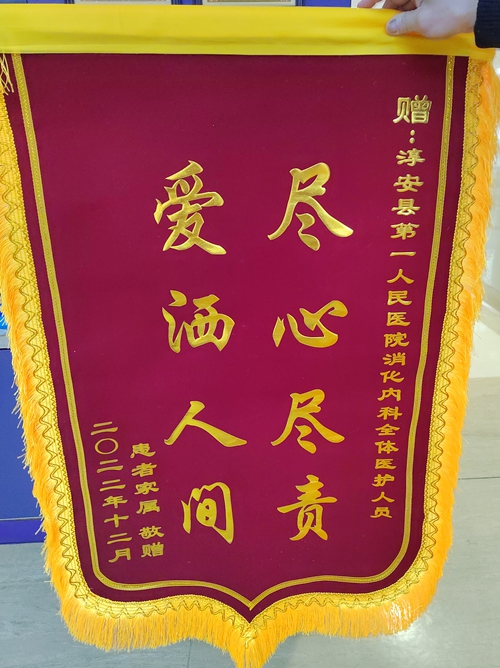 赠:淳安县第一人民医院消化内科全体医护人员
尽心尽责
爱洒人间
患者家属 敬赠
二〇二二年十二月